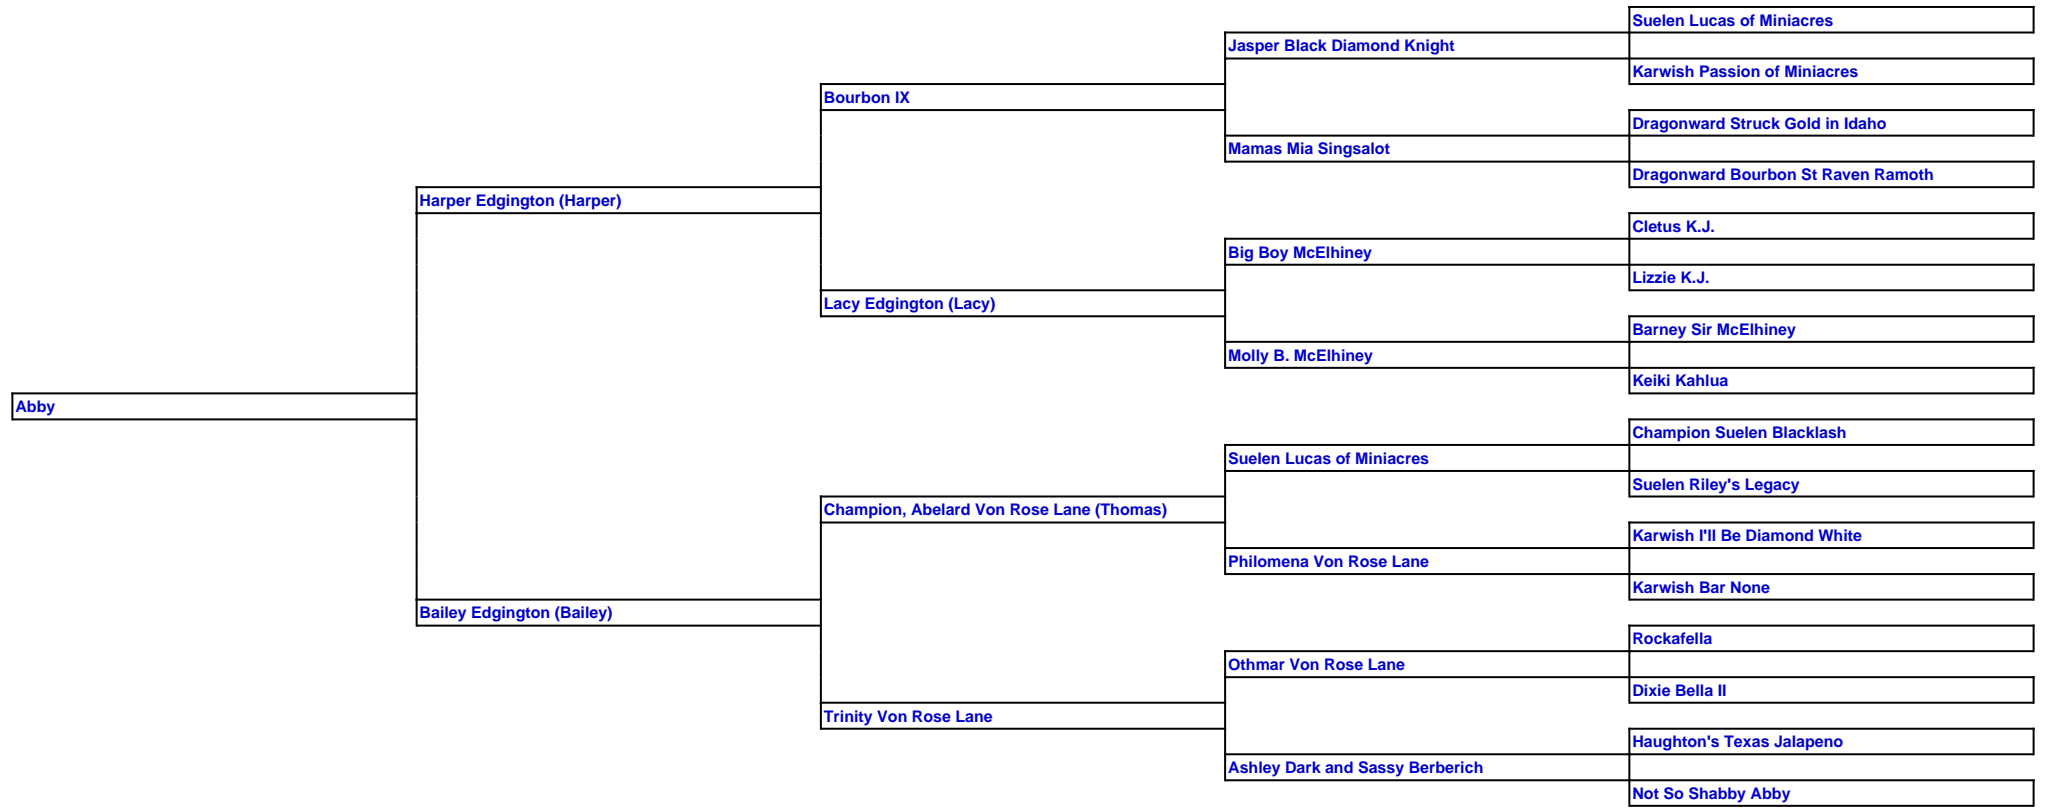 Suelen Lucas of Miniacres
Jasper Black Diamond Knight
Karwish Passion of Miniacres
Bourbon IX
Dragonward Struck Gold in Idaho
Mamas Mia Singsalot
Dragonward Bourbon St Raven Ramoth
Harper Edgington (Harper)
Cletus K.J.
Big Boy McElhiney
Lizzie K.J.
Lacy Edgington (Lacy)
Barney Sir McElhiney
Molly B. McElhiney
Keiki Kahlua
Abby
Champion Suelen Blacklash
Suelen Lucas of Miniacres
Suelen Riley's Legacy
Champion, Abelard Von Rose Lane (Thomas)
Karwish I'll Be Diamond White
Philomena Von Rose Lane
Karwish Bar None
Bailey Edgington (Bailey)
Rockafella
Othmar Von Rose Lane
Dixie Bella II
Trinity Von Rose Lane
Haughton's Texas Jalapeno
Ashley Dark and Sassy Berberich
Not So Shabby Abby